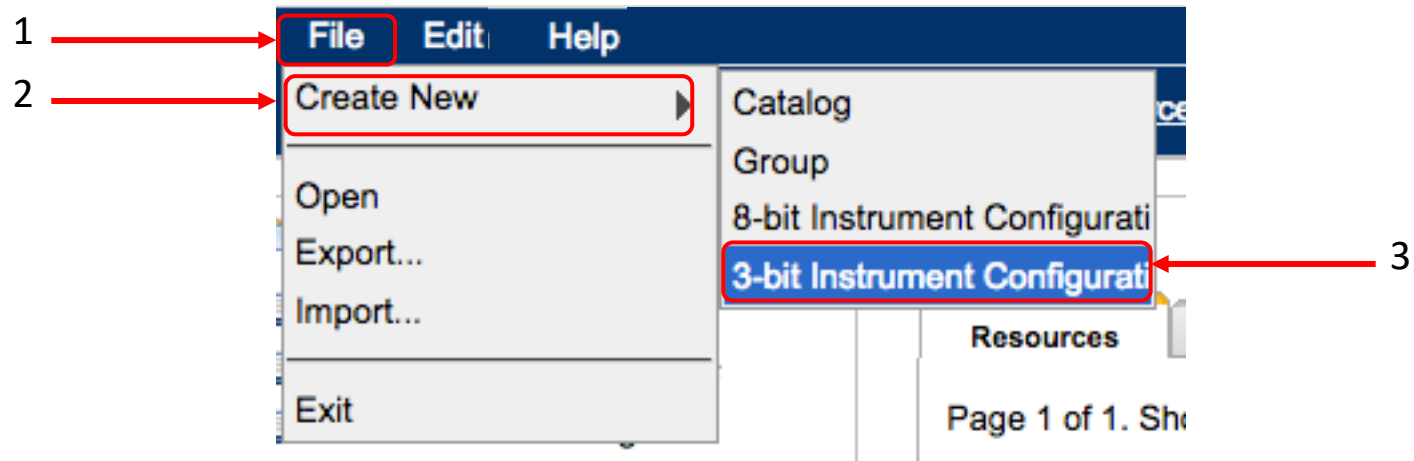 1
File Edit Help
2
Create New
Catalog
Group
Open
8-bit Instrument Configurati
Export...
3-bit Instrument Configurati
3
Import...
Resources
Exit
Page 1 of 1. Sho